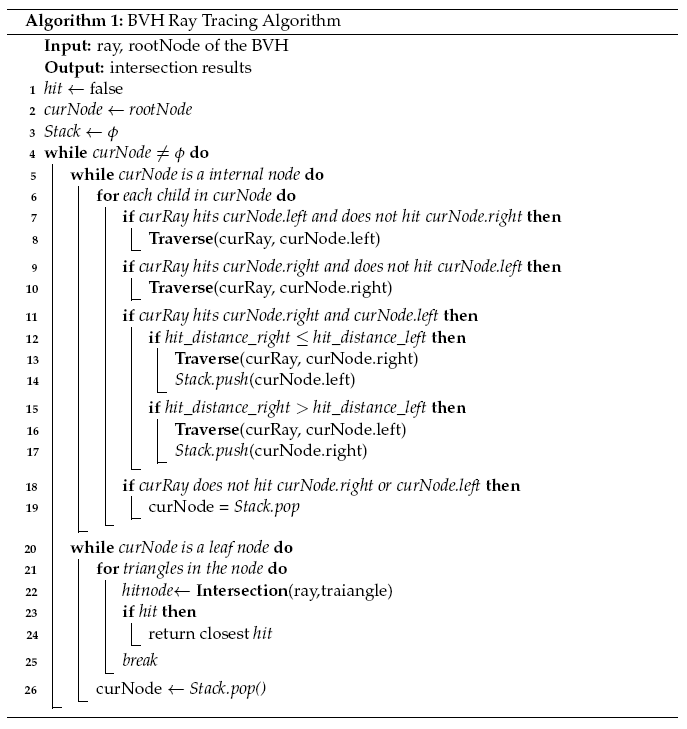 Algorithm 1: BVH Ray Tracing Algorithm
Input: ray, rootNode of the BVH
Output: intersection results
1 hit ← false
2 curNode ← rootNode
3 Stack ← ϕ
4 while curNode ≠ ϕ do
5 while curNode is a internal node do
6 for each child in curNode do
7 if curRay hits curNode.left and does not hit curNode.right then
8 Traverse(curRay, curNode.left)
9 if curRay hits curNode.right and does not hit curNode.left then
10 Traverse(curRay, curNode.right)
11 if curRay hits curNode.right and curNode.left then
12 if hit_distance_right ≤ hit_distance_left then
13 Traverse(curRay, curNode.right)
14 Stack.push(curNode.left)
15 if hit_distance_right > hit_distance_left then
16 Traverse(curRay, curNode.left)
17 Stack.push(curNode.right)
18 if curRay does not hit curNode.right or curNode.left then
19 curNode = Stack.pop
20 while curNode is a leaf node do
21 for triangles in the node do
22 hitnode← Intersection(ray,traiangle)
23 if hit then
24 return closest hit
25 break
26 curNode ← Stack.pop()